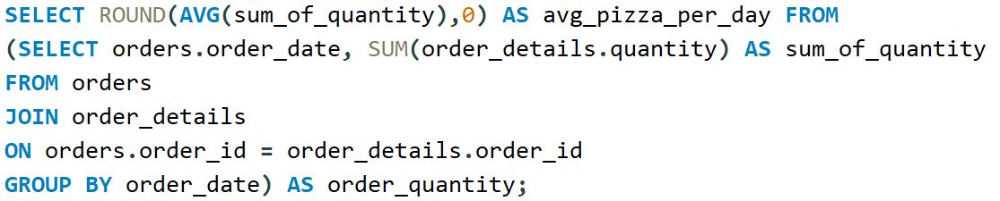 SELECT ROUND(AVG(sum_of_quantity),0) AS avg_pizza_per_day FROM
(SELECT orders.order_date, SUM(order_details.quantity) AS sum_of_quantity
FROM orders
JOIN order_details
ON orders.order_id = order_details.order_id
GROUP BY order_date) AS order_quantity;